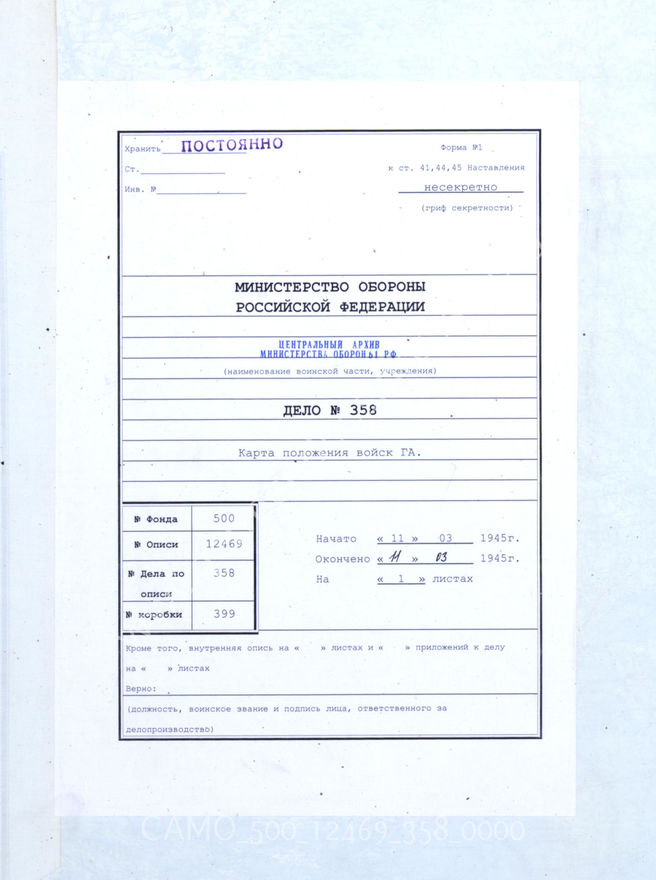 Хранить ПОСТОЯННО
Форма №1
Ст.
к ст. 41,44,45 Наставления
Инв. №
несекретно
(гриф секретности)
МИНИСТЕРСТВО ОБОРОНЫ
РОССИЙСКОЙ ФЕДЕРАЦИИ
ЦЕНТРАЛЬНЫЙ АРХИВ
МИНИСТЕРСТВА ОБОРОНЫ РФ
(наименование воинской части, учреждения)
ДЕЛО № 358
Карта положения войск ГА.
№ Фонда 500
№ Описи 12469
№ Дела по описи 358
№ коробки 399
Начато « 11 » 03 1945г.
Окончено « 11 » 03 1945г.
На « 1 » листах
Кроме того, внутренняя опись на « » листах и « » приложений к делу
на « » листах
Верно:
(должность, воинское звание и подпись лица, ответственного за
делопроизводство)
CAMO_500_12469_358_0000